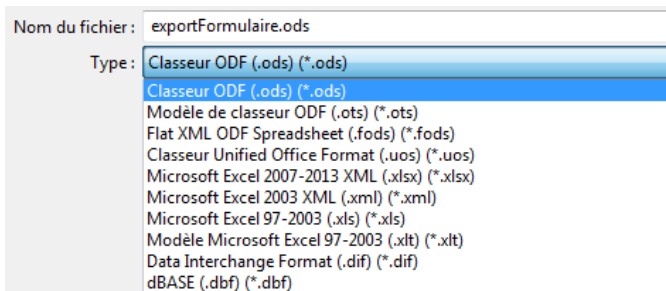 Nom du fichier : exportFormulaire.ods
Type : Classeur ODF (.ods) (*.ods)
Classeur ODF (.ods) (*.ods)
Modèle de classeur ODF (.ots) (*.ots)
Flat XML ODF Spreadsheet (.fods) (*.fods)
Classeur Unified Office Format (.uos) (*.uos)
Microsoft Excel 2007-2013 XML (.xlsx) (*.xlsx)
Microsoft Excel 2003 XML (.xml) (*.xml)
Microsoft Excel 97-2003 (.xls) (*.xls)
Modèle Microsoft Excel 97-2003 (.xlt) (*.xlt)
Data Interchange Format (.dif) (*.dif)
dBASE (.dbf) (*.dbf)